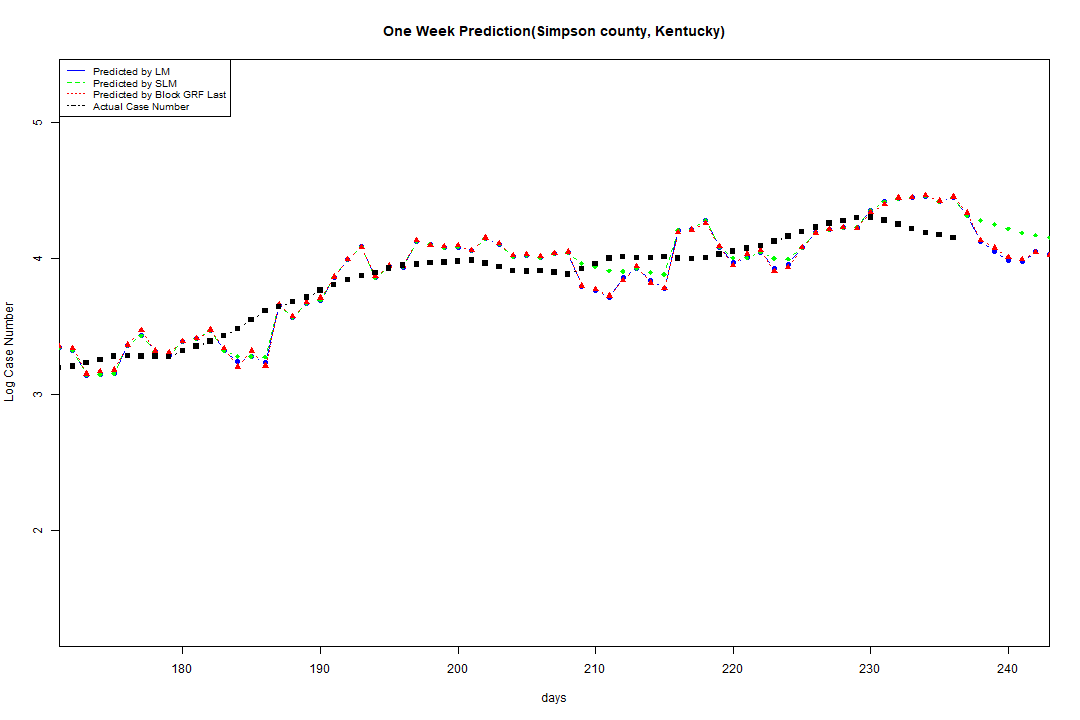 One Week Prediction(Simpson county, Kentucky)
Predicted by LM
Predicted by SLM
Predicted by Block GRF Last
Actual Case Number
5
4
3
2
Log Case Number
180 190 200 210 220 230 240
days